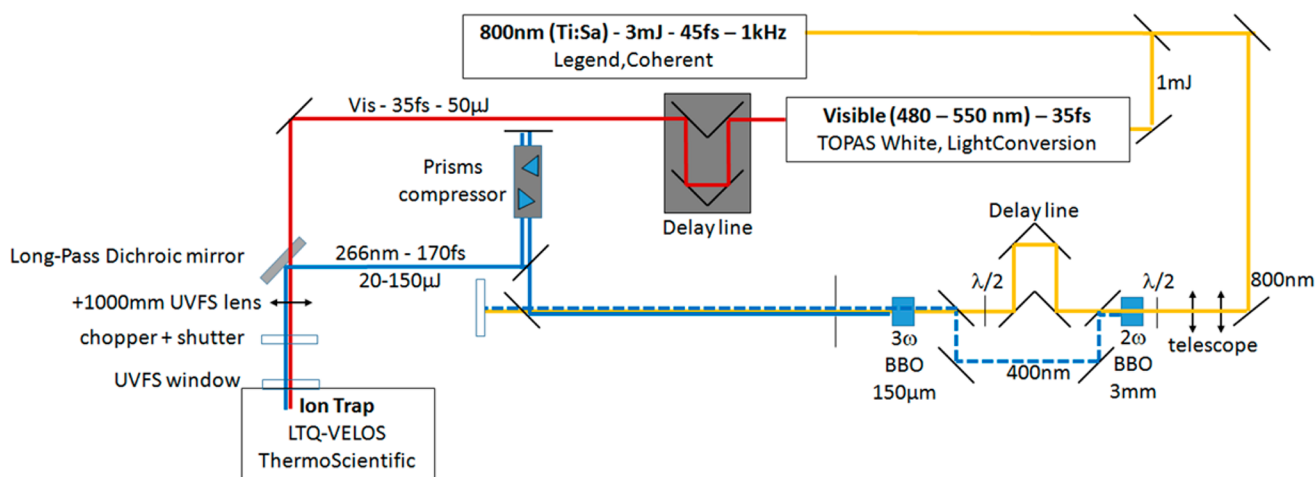 800nm (Ti:Sa) - 3mJ - 45fs – 1kHz
Legend,Coherent
1mJ
Vis - 35fs - 50µJ
Visible (480 – 550 nm) – 35fs
TOPAS White, LightConversion
Prisms
compressor
Delay line
Delay line
Long-Pass Dichroic mirror
266nm - 170fs
20-150µJ
+1000mm UVFS lens
chopper + shutter
UVFS window
λ/2
λ/2
800nm
telescope
3ω
BBO
150µm
400nm
2ω
BBO
3mm
Ion Trap
LTQ-VELOS
ThermoScientific